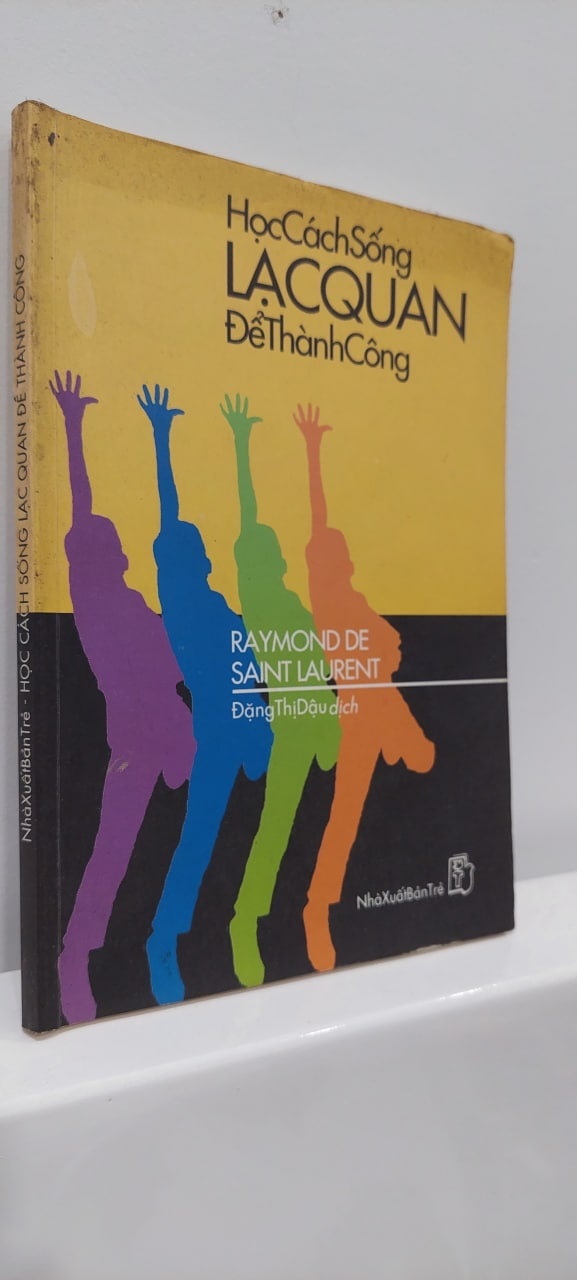 HọcCáchSống
LẠCQUAN
ĐểThànhCông
RAYMOND DE
SAINT LAURENT
ĐặngThịDậu dịch
NhàXuấtBảnTrẻ
NhàXuấtBảnTrẻ - HỌC CÁCH SỐNG LẠC QUAN ĐỂ THÀNH CÔNG